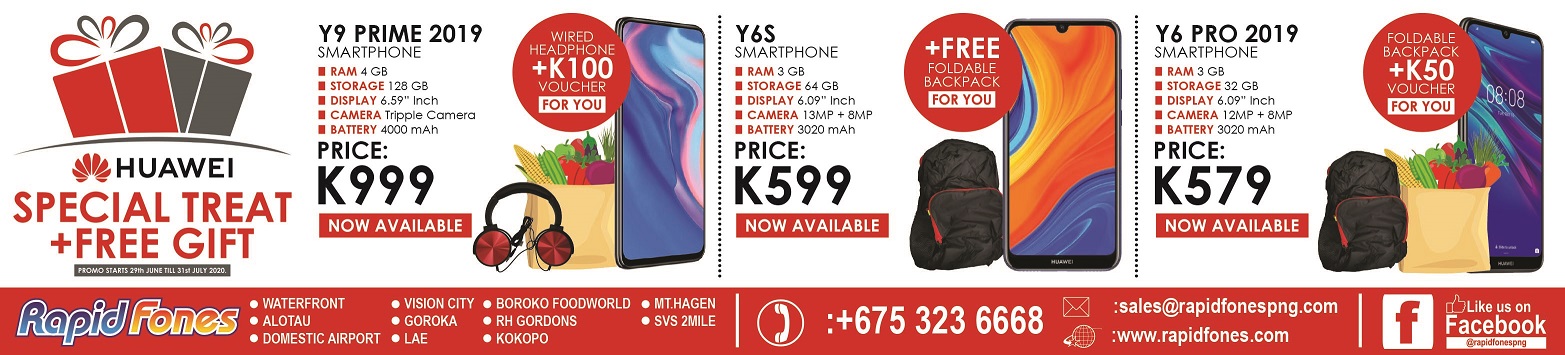 HUAWEI
SPECIAL TREAT
+FREE GIFT
PROMO STARTS 29th JUNE TILL 31st JULY 2020.
Y9 PRIME 2019
SMARTPHONE
RAM 4 GB
STORAGE 128 GB
DISPLAY 6.59” Inch
CAMERA Tripple Camera
BATTERY 4000 mAh
PRICE:
K999
NOW AVAILABLE
WIRED
HEADPHONE
+K100
VOUCHER
FOR YOU
Y6S
SMARTPHONE
RAM 3 GB
STORAGE 64 GB
DISPLAY 6.09” Inch
CAMERA 13MP + 8MP
BATTERY 3020 mAh
PRICE:
K599
NOW AVAILABLE
+FREE
FOLDABLE
BACKPACK
FOR YOU
HUAWEI
Y6 PRO 2019
SMARTPHONE
RAM 3 GB
STORAGE 32 GB
DISPLAY 6.09” Inch
CAMERA 12MP + 8MP
BATTERY 3020 mAh
PRICE:
K579
NOW AVAILABLE
FOLDABLE
BACKPACK
+K50
VOUCHER
FOR YOU
08:08
HUAWEI
Rapid Fones
WATERFRONT
ALOTAU
DOMESTIC AIRPORT
VISION CITY
GOROKA
LAE
BOROKO FOODWORLD
RH GORDONS
KOKOPO
MT.HAGEN
SVS 2MILE
:+675 323 6668
:sales@rapidfonespng.com
:www.rapidfones.com
f
Like us on
Facebook
@rapidfonespng